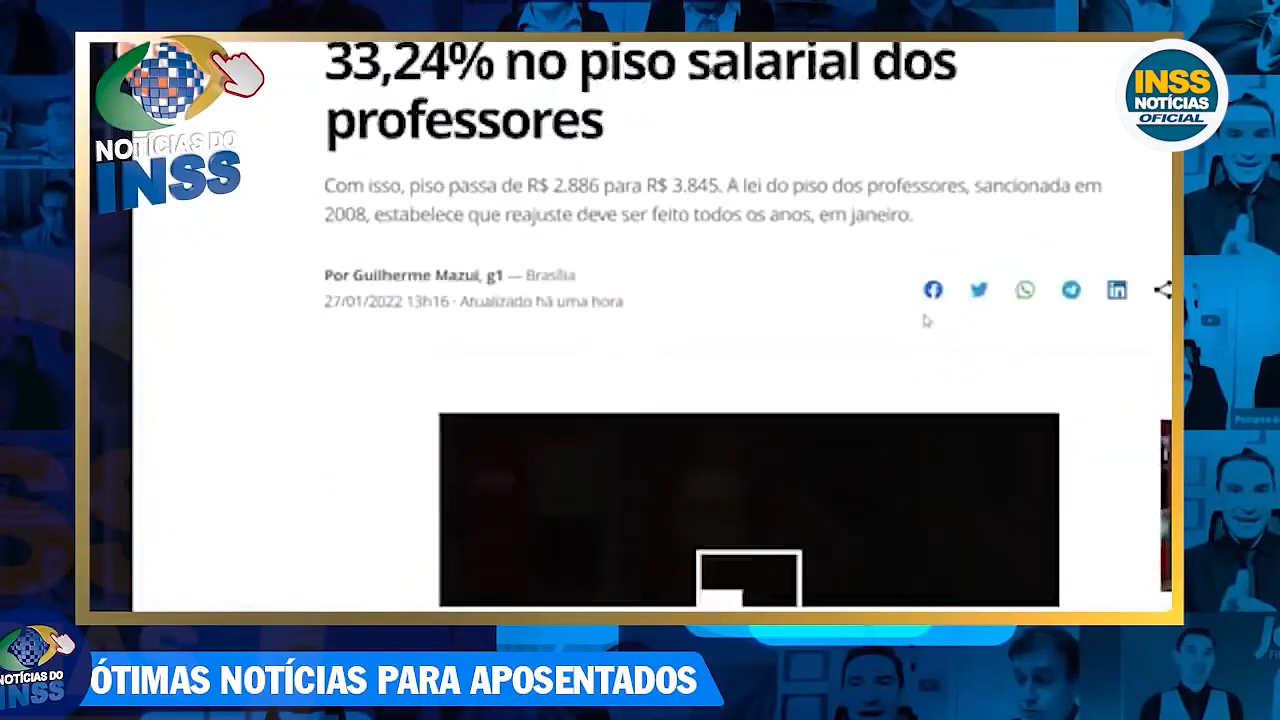 33,24% no piso salarial dos
professores
Com isso, piso passa de R$ 2.886 para R$ 3.845. A lei do piso dos professores, sancionada em
2008, estabelece que reajuste deve ser feito todos os anos, em janeiro.
Por Guilherme Mazui, g1 — Brasília
27/01/2022 13h16 · Atualizado há uma hora
NOTÍCIAS DO
INSS
INSS
NOTÍCIAS
OFICIAL
in
NOTÍCIAS DO
INSS
ÓTIMAS NOTÍCIAS PARA APOSENTADOS